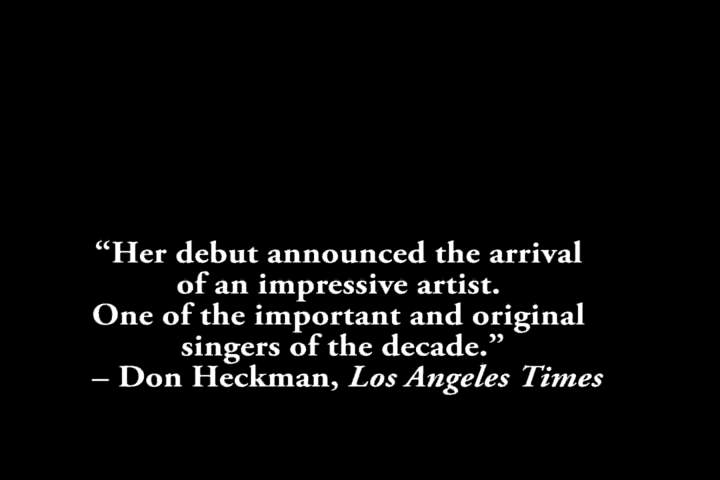 “Her debut announced the arrival
of an impressive artist.
One of the important and original
singers of the decade.”
– Don Heckman, Los Angeles Times